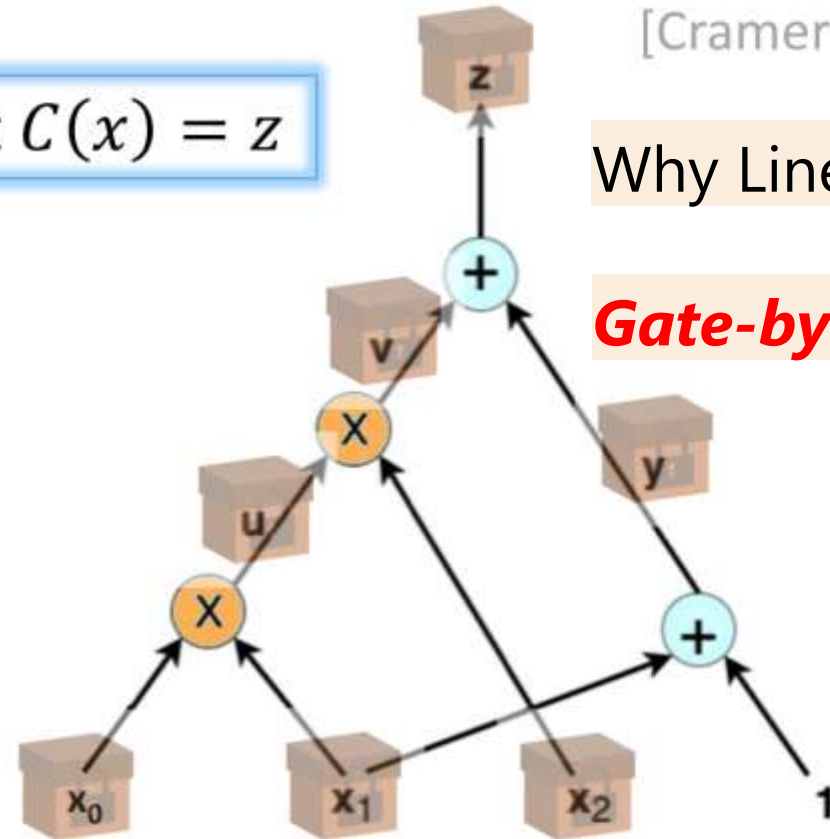 [Cramer
z
C(x) = z
Why Line
+
Gate-by
v
X
y
u
X
+
x₀
x₁
x₂
1